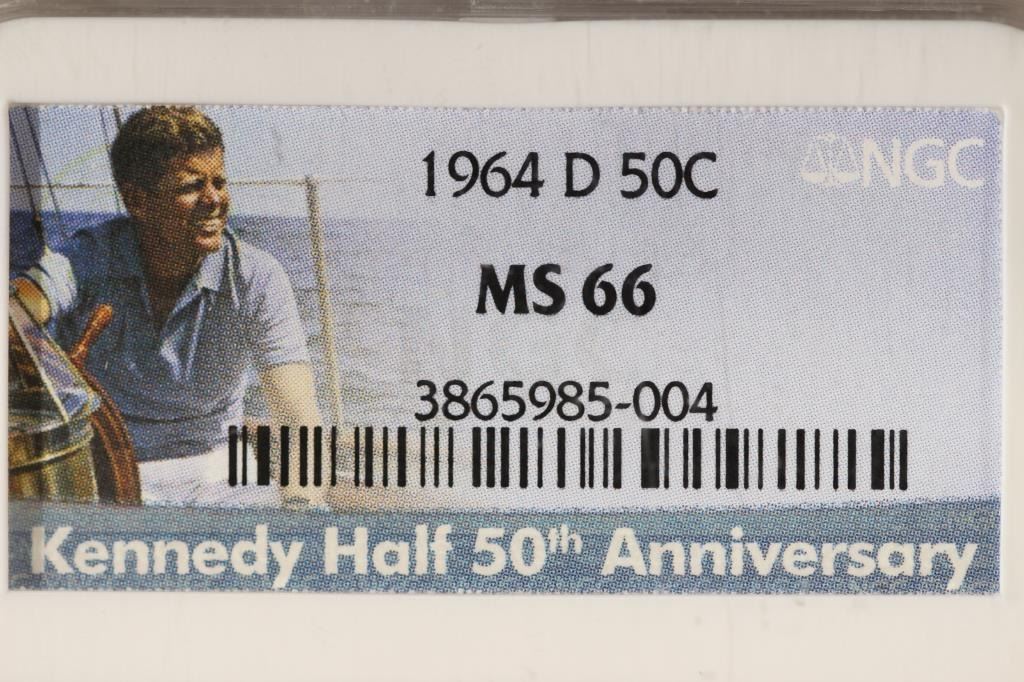 1964 D 50C
NGC
MS 66
3865985-004
Kennedy Half 50th Anniversary